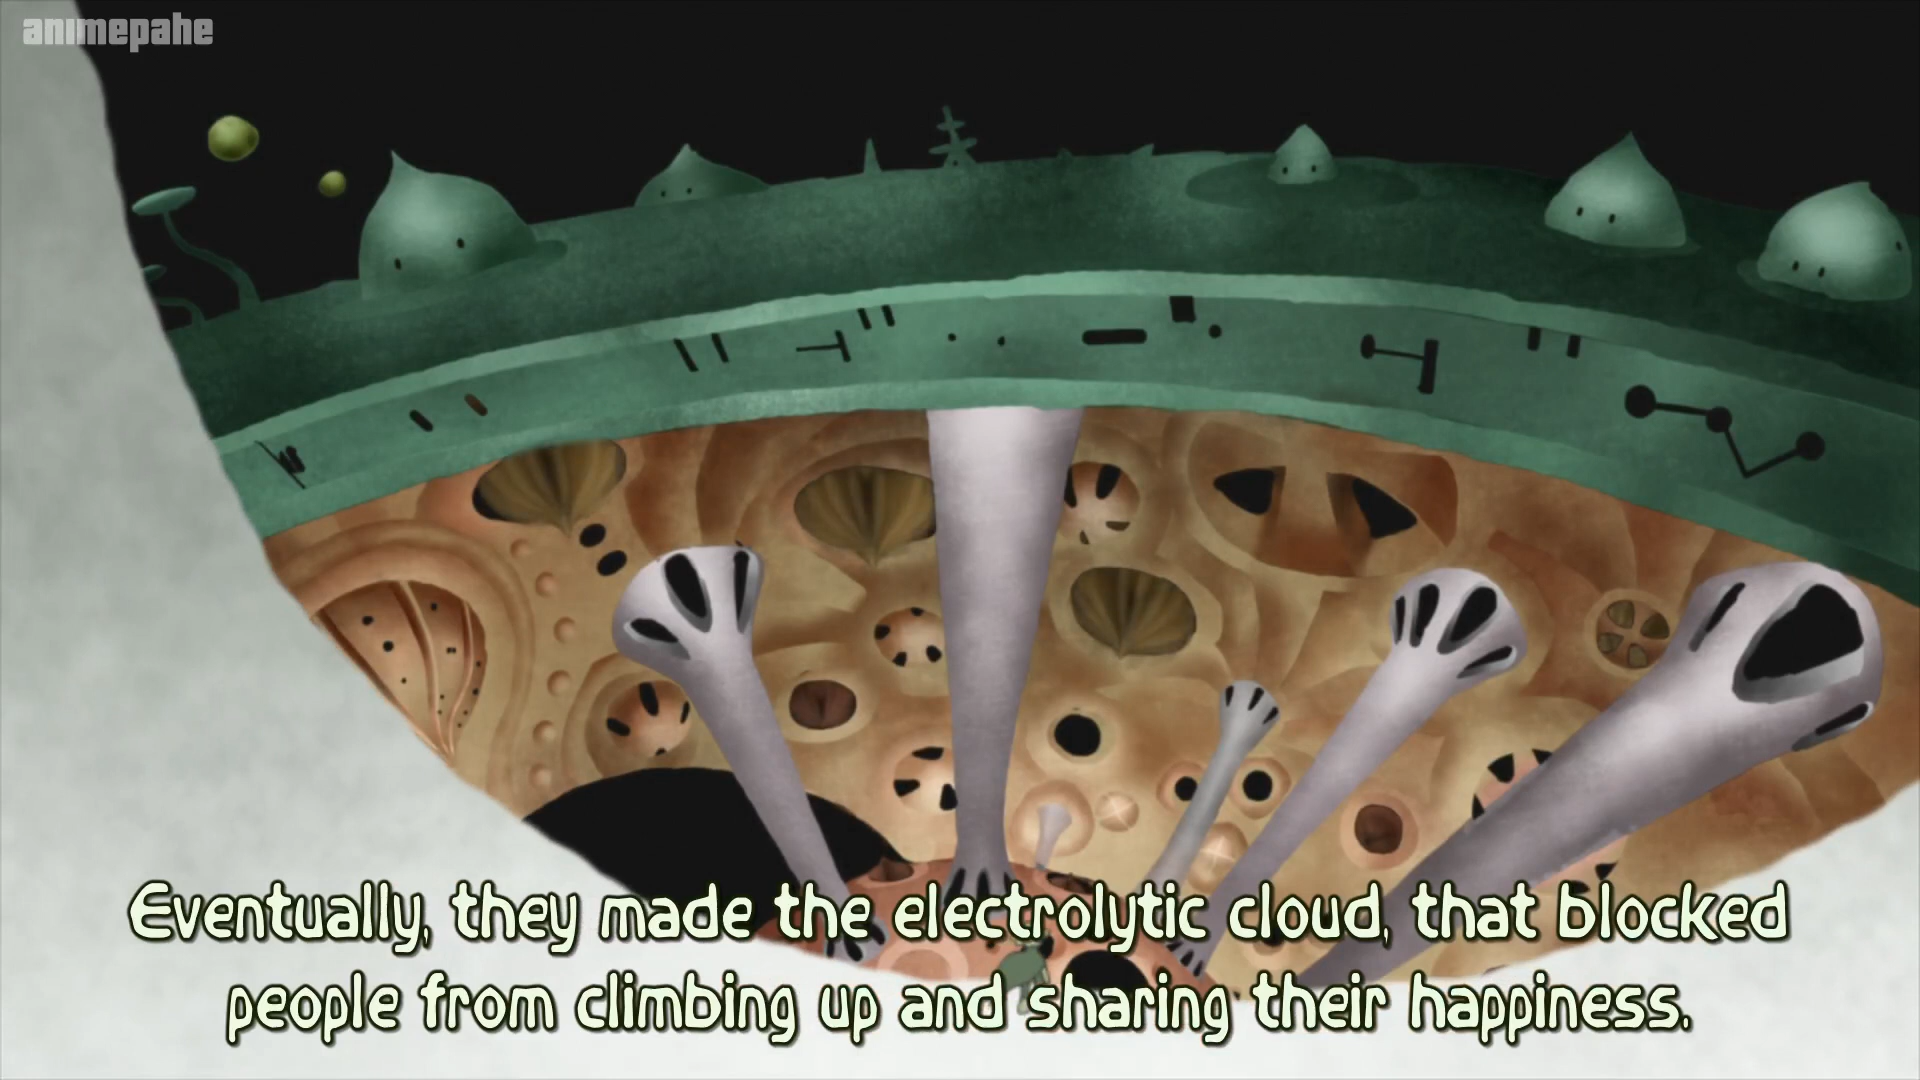 animepahe
Eventually, they made the electrolytic cloud, that blocked
people from climbing up and sharing their happiness.